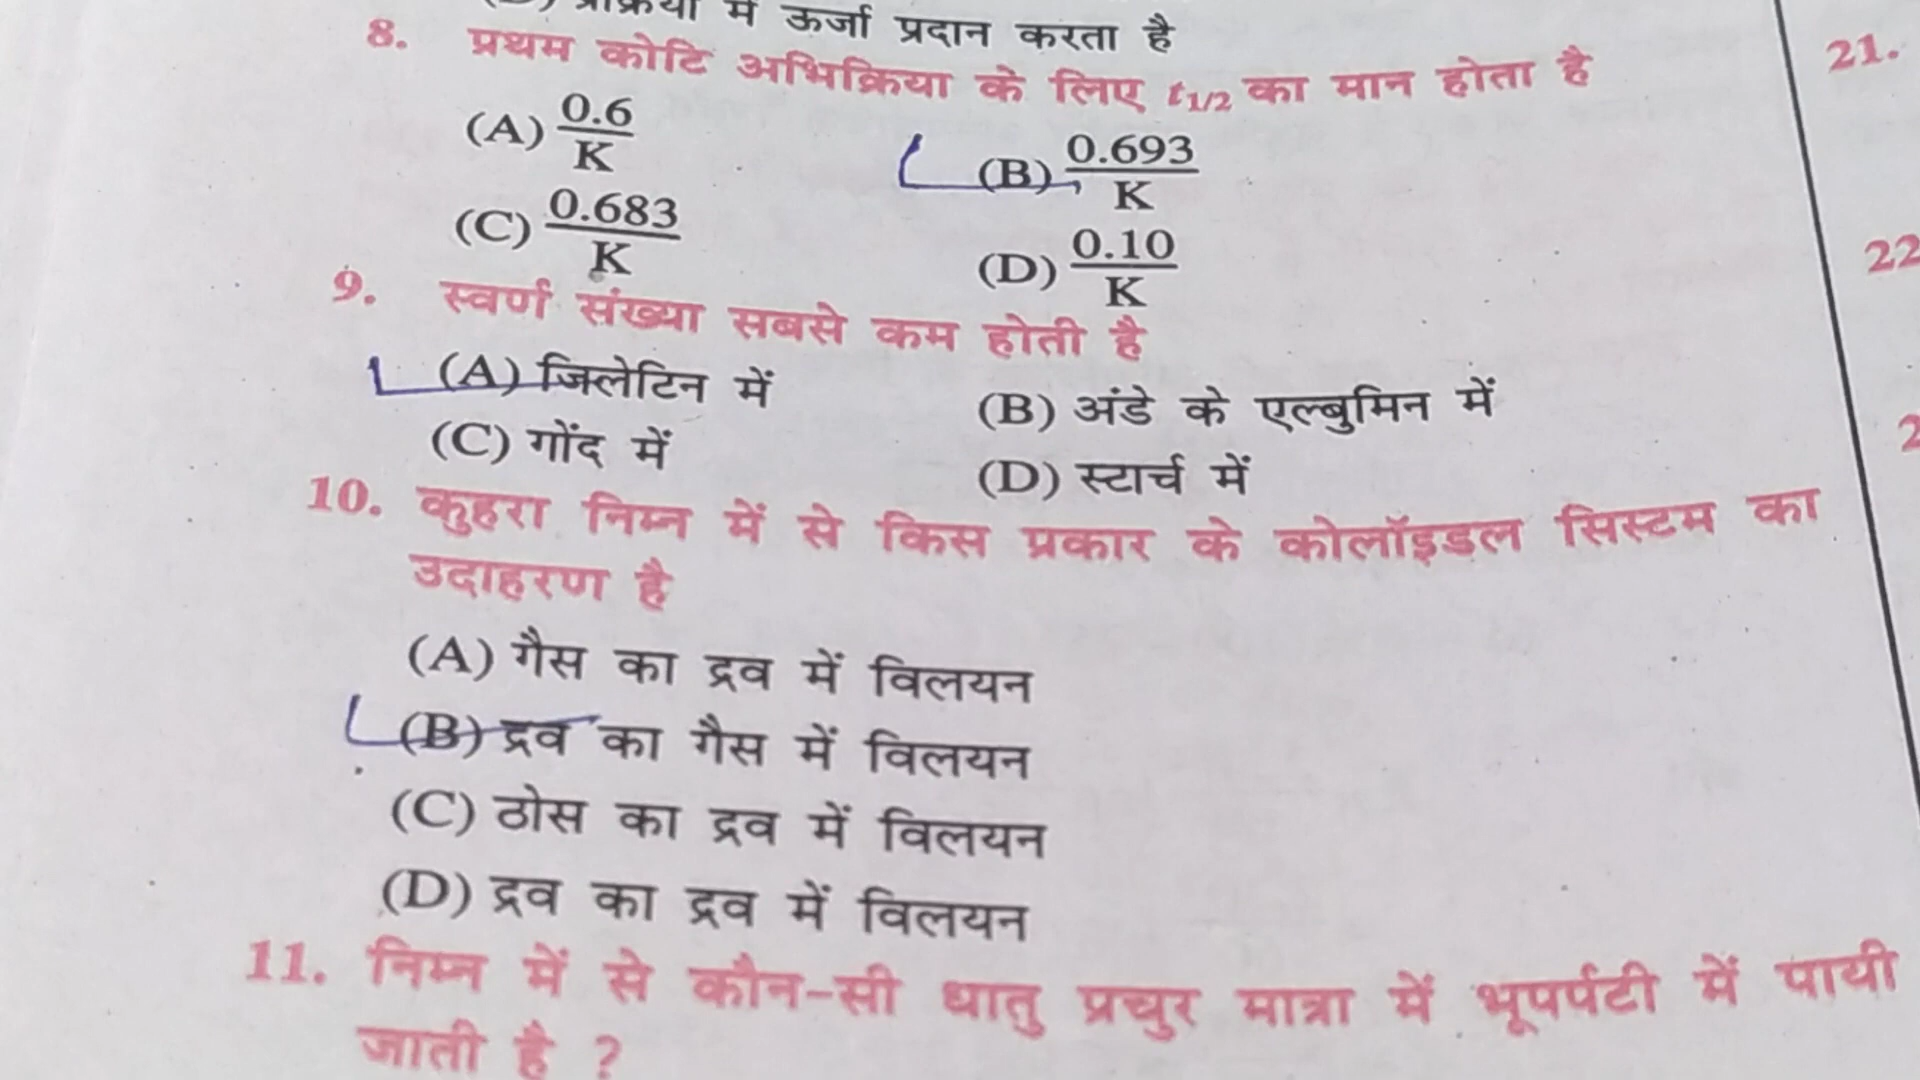 में ऊर्जा प्रदान करता है
8. प्रथम कोटि अभिक्रिया के लिए t1/2 का मान होता है
(A) 0.6/K (B) 0.693/K
(C) 0.683/K (D) 0.10/K
9. स्वर्ण संख्या सबसे कम होती है
(A) जिलेटिन में (B) अंडे के एल्बुमिन में
(C) गोंद में (D) स्टार्च में
10. कुहरा निम्न में से किस प्रकार के कोलॉइडल सिस्टम का
उदाहरण है
(A) गैस का द्रव में विलयन
(B) द्रव का गैस में विलयन
(C) ठोस का द्रव में विलयन
(D) द्रव का द्रव में विलयन
11. निम्न में से कौन-सी धातु प्रचुर मात्रा में भूपर्पटी में पायी
जाती है ?
21.
22
2